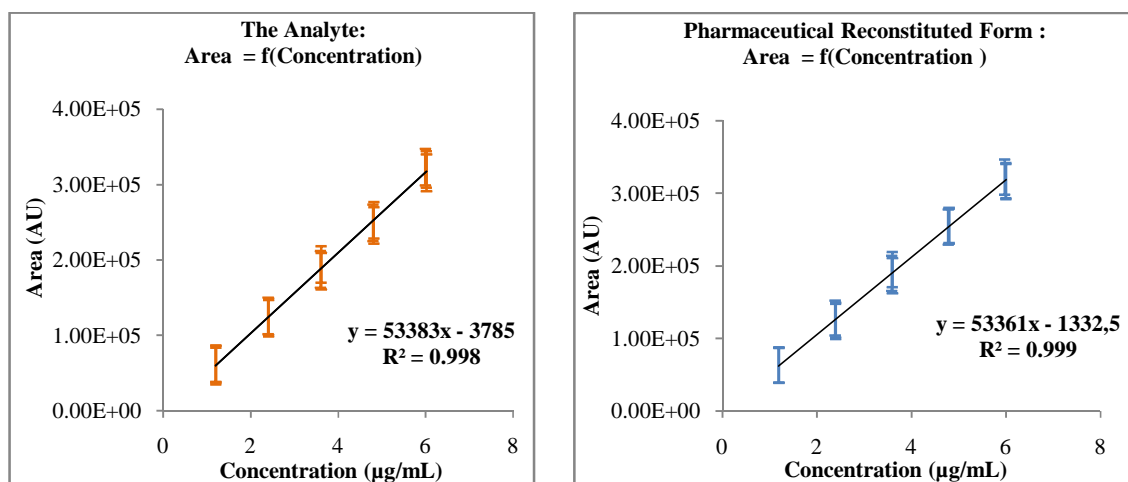 The Analyte:
Area = f(Concentration)
4.00E+05
3.00E+05
2.00E+05
1.00E+05
0.00E+00
Area (AU)
y = 53383x - 3785
R² = 0.998
0 2 4 6 8
Concentration (µg/mL)
Pharmaceutical Reconstituted Form :
Area = f(Concentration )
4.00E+05
3.00E+05
2.00E+05
1.00E+05
0.00E+00
Area (AU)
y = 53361x - 1332,5
R² = 0.999
0 2 4 6 8
Concentration (µg/mL)